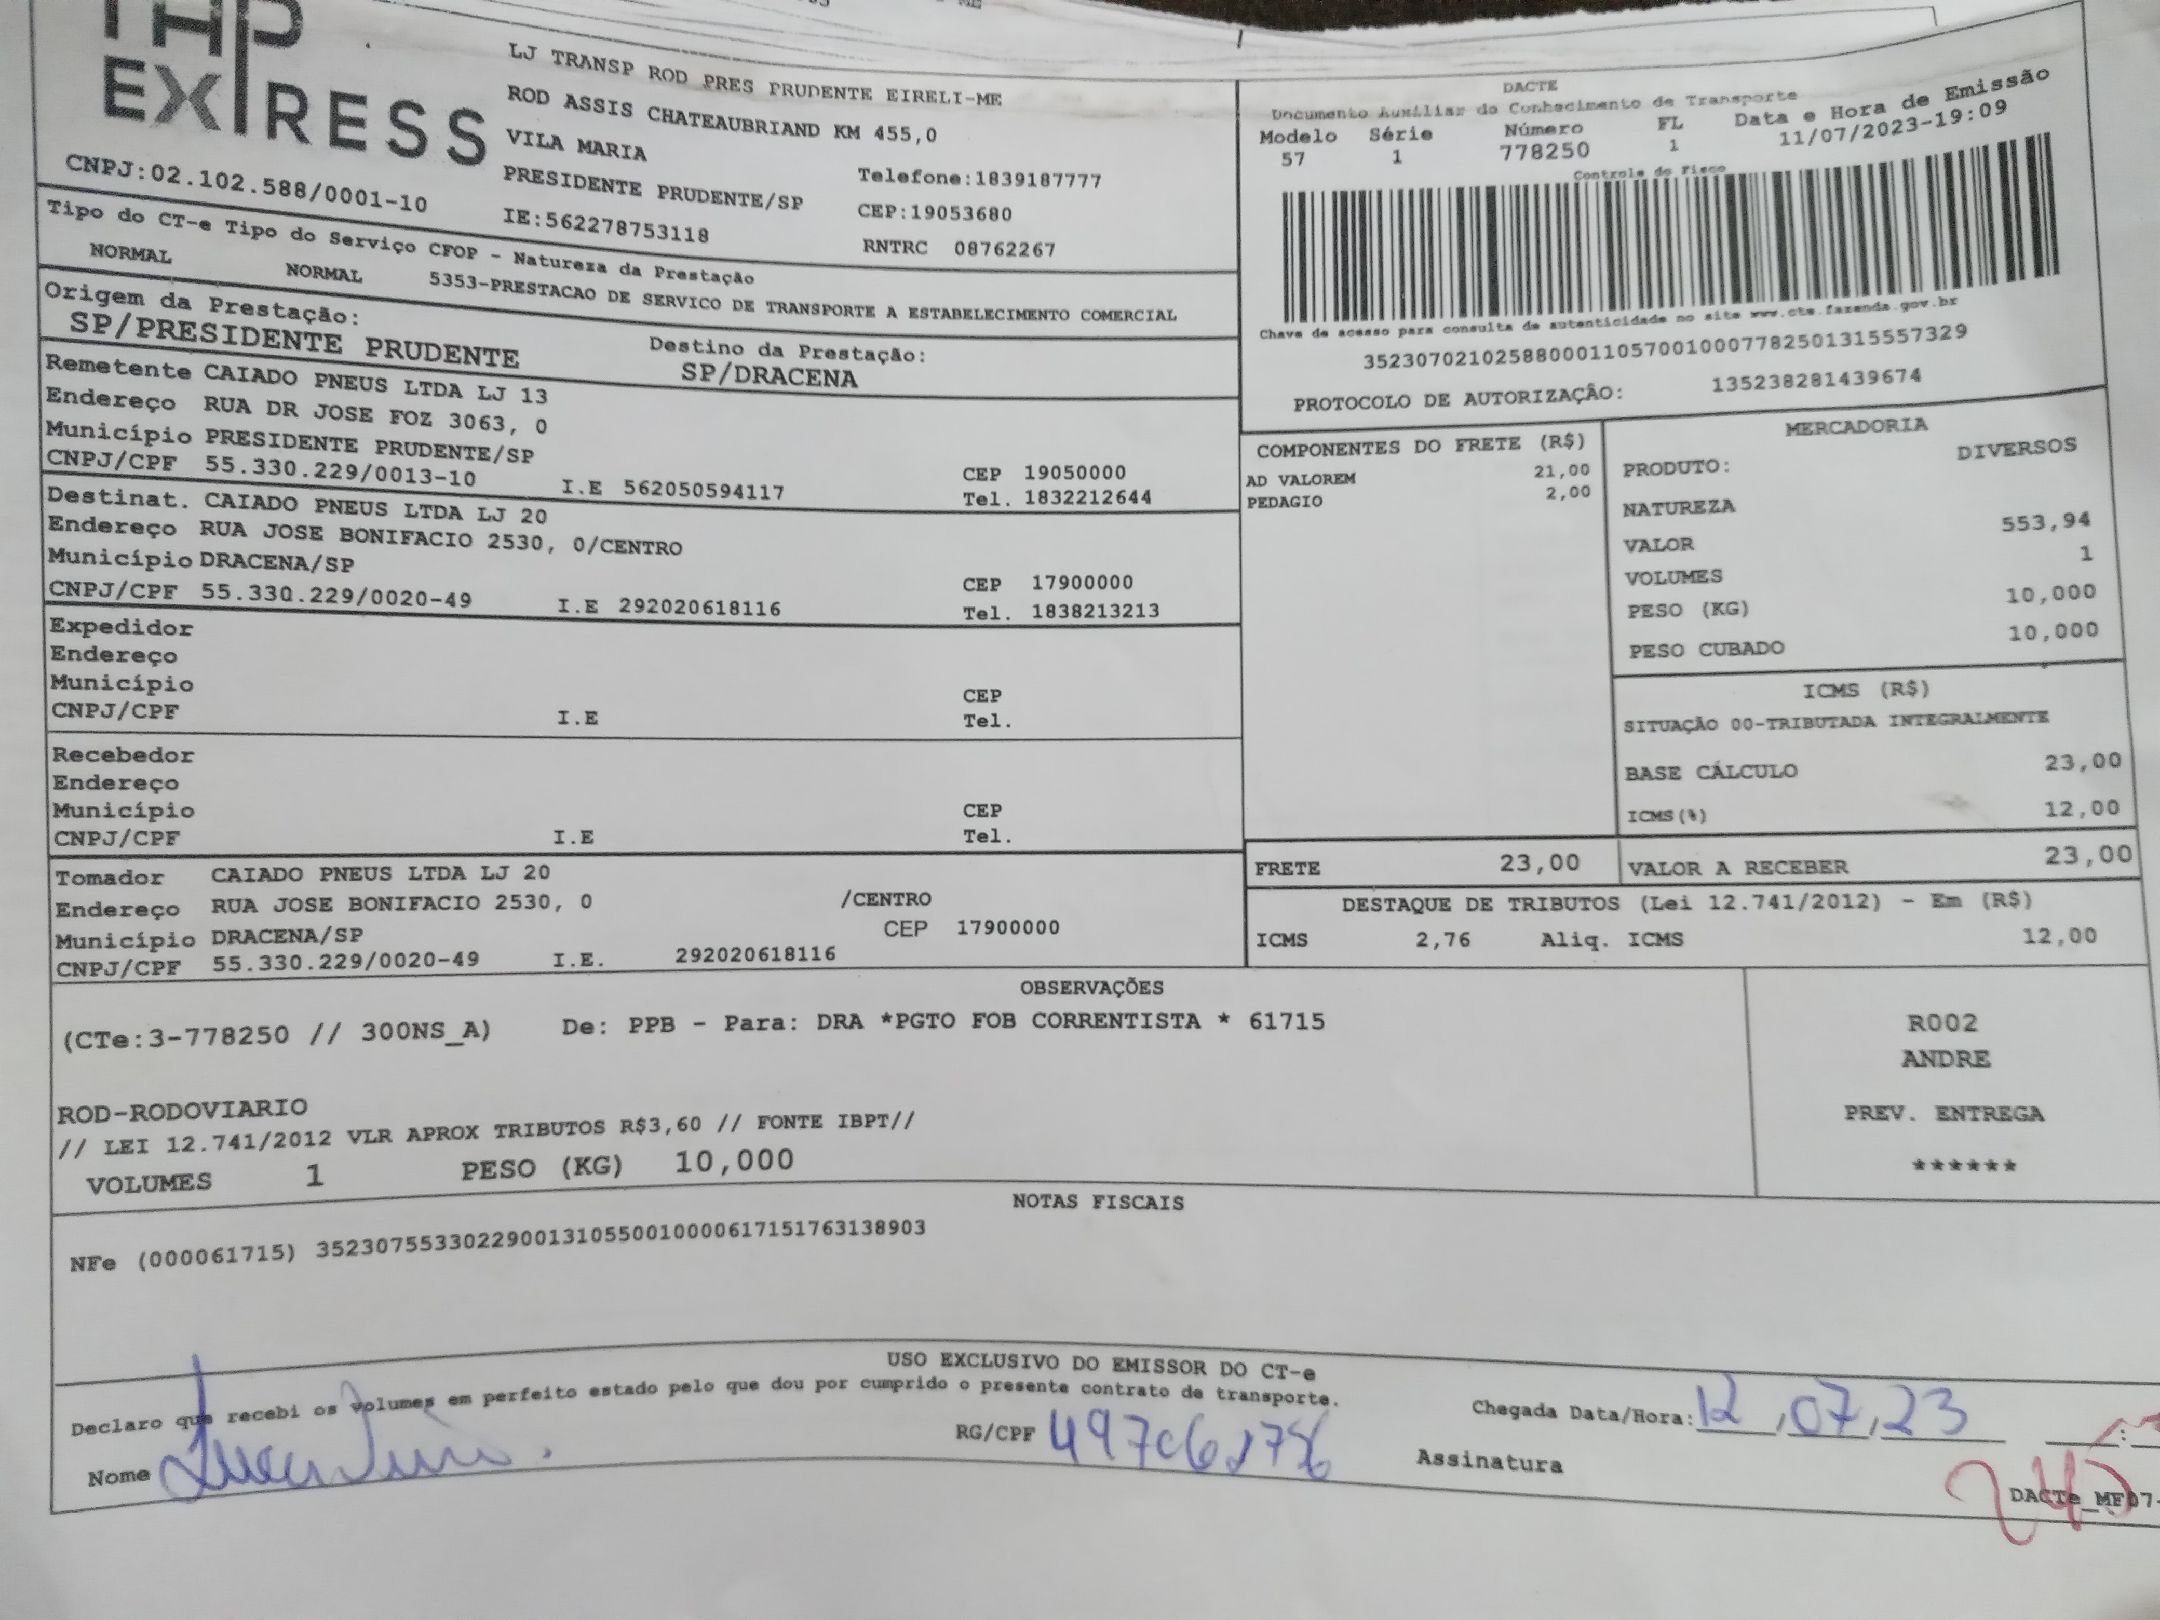 THP
EXPRESS
CNPJ:02.102.588/0001-10
LJ TRANSP ROD PRES PRUDENTE EIRELI-ME
ROD ASSIS CHATEAUBRIAND KM 455,0
VILA MARIA
PRESIDENTE PRUDENTE/SP
IE:562278753118
Telefone:1839187777
CEP:19053680
RNTRC 08762267
DACTE
Documento Auxiliar do Conhecimento de Transporte
Modelo Série Número FL Data e Hora de Emissão
57 1 778250 1 11/07/2023-19:09
Controle do Fisco
Chave de acesso para consulta de autenticidade no site www.cte.fazenda.gov.br
35230702102588000110570010007782501315557329
PROTOCOLO DE AUTORIZAÇÃO: 135238281439674
Tipo do CT-e Tipo do Serviço CFOP - Natureza da Prestação
NORMAL NORMAL 5353-PRESTACAO DE SERVICO DE TRANSPORTE A ESTABELECIMENTO COMERCIAL
Origem da Prestação: Destino da Prestação:
SP/PRESIDENTE PRUDENTE SP/DRACENA
Remetente CAIADO PNEUS LTDA LJ 13
Endereço RUA DR JOSE FOZ 3063, 0
Município PRESIDENTE PRUDENTE/SP CEP 19050000
CNPJ/CPF 55.330.229/0013-10 I.E 562050594117 Tel. 1832212644
Destinat. CAIADO PNEUS LTDA LJ 20
Endereço RUA JOSE BONIFACIO 2530, 0/CENTRO
Município DRACENA/SP CEP 17900000
CNPJ/CPF 55.330.229/0020-49 I.E 292020618116 Tel. 1838213213
Expedidor
Endereço
Município CEP
CNPJ/CPF I.E Tel.
Recebedor
Endereço
Município CEP
CNPJ/CPF I.E Tel.
Tomador CAIADO PNEUS LTDA LJ 20
Endereço RUA JOSE BONIFACIO 2530, 0 /CENTRO
Município DRACENA/SP CEP 17900000
CNPJ/CPF 55.330.229/0020-49 I.E. 292020618116
COMPONENTES DO FRETE (R$)
AD VALOREM 21,00
PEDAGIO 2,00
MERCADORIA
PRODUTO: DIVERSOS
NATUREZA
VALOR 553,94
VOLUMES 1
PESO (KG) 10,000
PESO CUBADO 10,000
ICMS (R$)
SITUAÇÃO 00-TRIBUTADA INTEGRALMENTE
BASE CÁLCULO 23,00
ICMS(%) 12,00
FRETE 23,00 VALOR A RECEBER 23,00
DESTAQUE DE TRIBUTOS (Lei 12.741/2012) - Em (R$)
ICMS 2,76 Aliq. ICMS 12,00
OBSERVAÇÕES
(CTe:3-778250 // 300NS_A) De: PPB - Para: DRA *PGTO FOB CORRENTISTA * 61715
ROD-RODOVIARIO
// LEI 12.741/2012 VLR APROX TRIBUTOS R$3,60 // FONTE IBPT//
VOLUMES 1 PESO (KG) 10,000
R002
ANDRE
PREV. ENTREGA
******
NOTAS FISCAIS
NFe (000061715) 35230755330229001310550010000617151763138903
USO EXCLUSIVO DO EMISSOR DO CT-e
Declaro que recebi os volumes em perfeito estado pelo que dou por cumprido o presente contrato de transporte.
Chegada Data/Hora: 12,07,23
Nome RG/CPF Assinatura
DACTe_MF07-